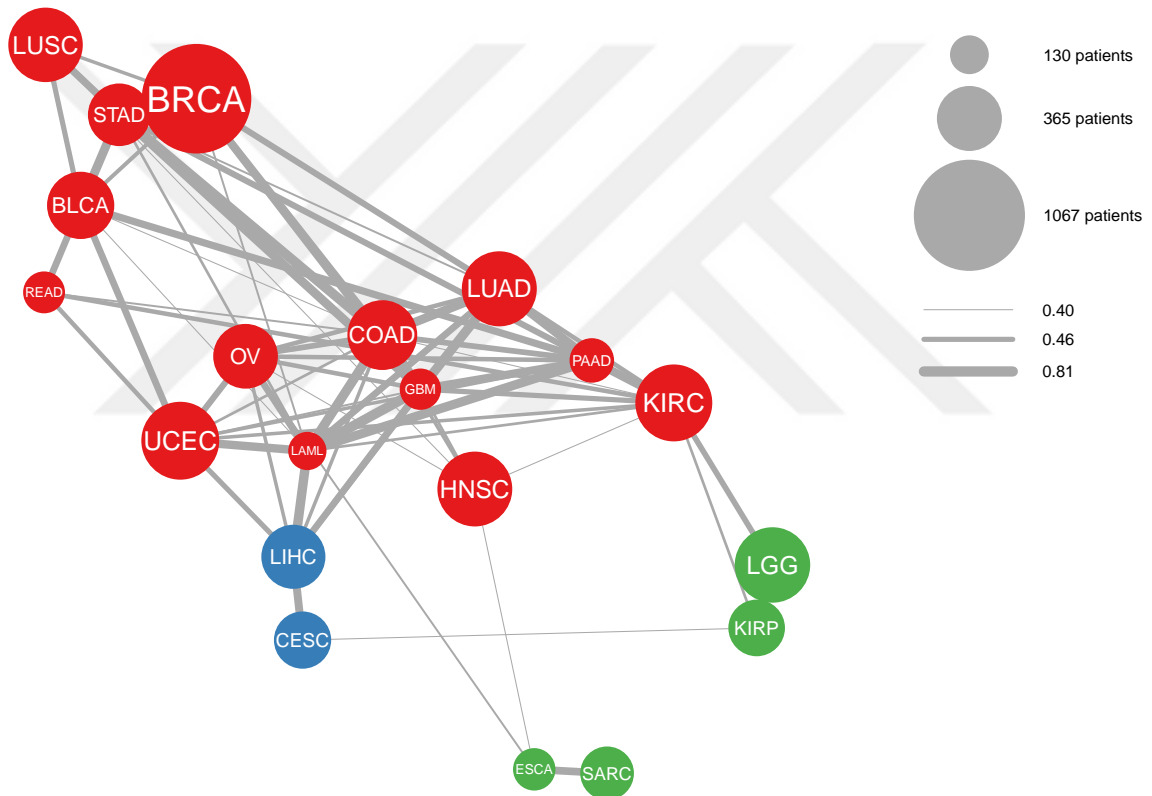 LUSC
BRCA
STAD
BLCA
READ
LUAD
COAD
OV
PAAD
GBM
KIRC
UCEC
LAML
HNSC
LIHC
LGG
CESC
KIRP
ESCA
SARC
130 patients
365 patients
1067 patients
0.40
0.46
0.81